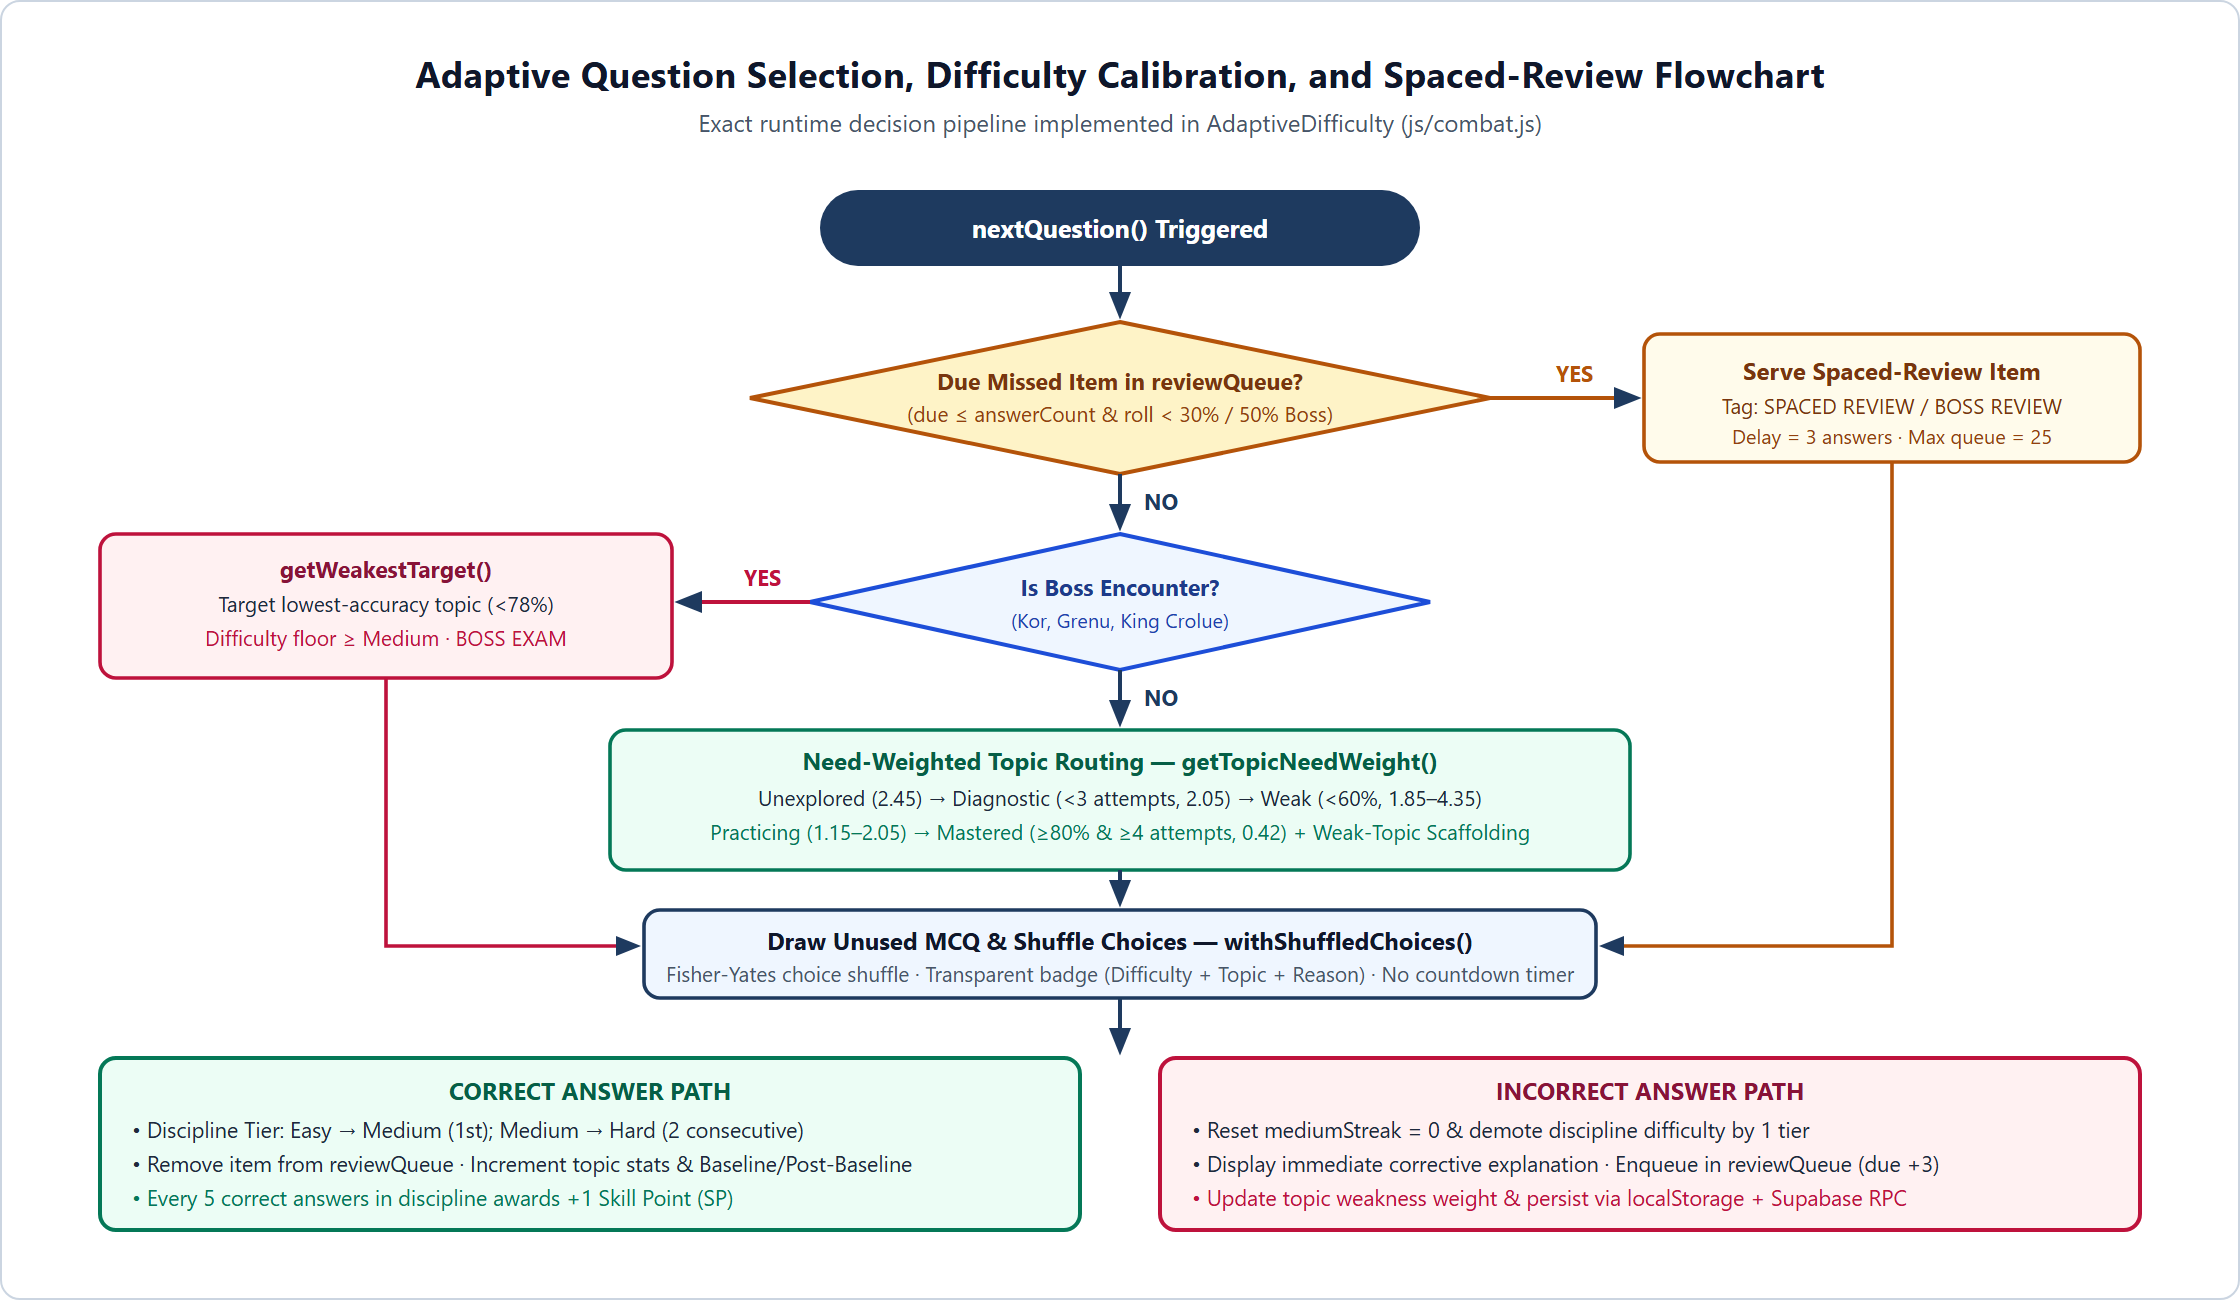 Adaptive Question Selection, Difficulty Calibration, and Spaced-Review Flowchart
Exact runtime decision pipeline implemented in AdaptiveDifficulty (js/combat.js)
nextQuestion() Triggered
Due Missed Item in reviewQueue?
(due ≤ answerCount & roll < 30% / 50% Boss)
YES
Serve Spaced-Review Item
Tag: SPACED REVIEW / BOSS REVIEW
Delay = 3 answers · Max queue = 25
NO
Is Boss Encounter?
(Kor, Grenu, King Crolue)
YES
getWeakestTarget()
Target lowest-accuracy topic (<78%)
Difficulty floor ≥ Medium · BOSS EXAM
NO
Need-Weighted Topic Routing — getTopicNeedWeight()
Unexplored (2.45) → Diagnostic (<3 attempts, 2.05) → Weak (<60%, 1.85–4.35)
Practicing (1.15–2.05) → Mastered (≥80% & ≥4 attempts, 0.42) + Weak-Topic Scaffolding
Draw Unused MCQ & Shuffle Choices — withShuffledChoices()
Fisher-Yates choice shuffle · Transparent badge (Difficulty + Topic + Reason) · No countdown timer
CORRECT ANSWER PATH
• Discipline Tier: Easy → Medium (1st); Medium → Hard (2 consecutive)
• Remove item from reviewQueue · Increment topic stats & Baseline/Post-Baseline
• Every 5 correct answers in discipline awards +1 Skill Point (SP)
INCORRECT ANSWER PATH
• Reset mediumStreak = 0 & demote discipline difficulty by 1 tier
• Display immediate corrective explanation · Enqueue in reviewQueue (due +3)
• Update topic weakness weight & persist via localStorage + Supabase RPC